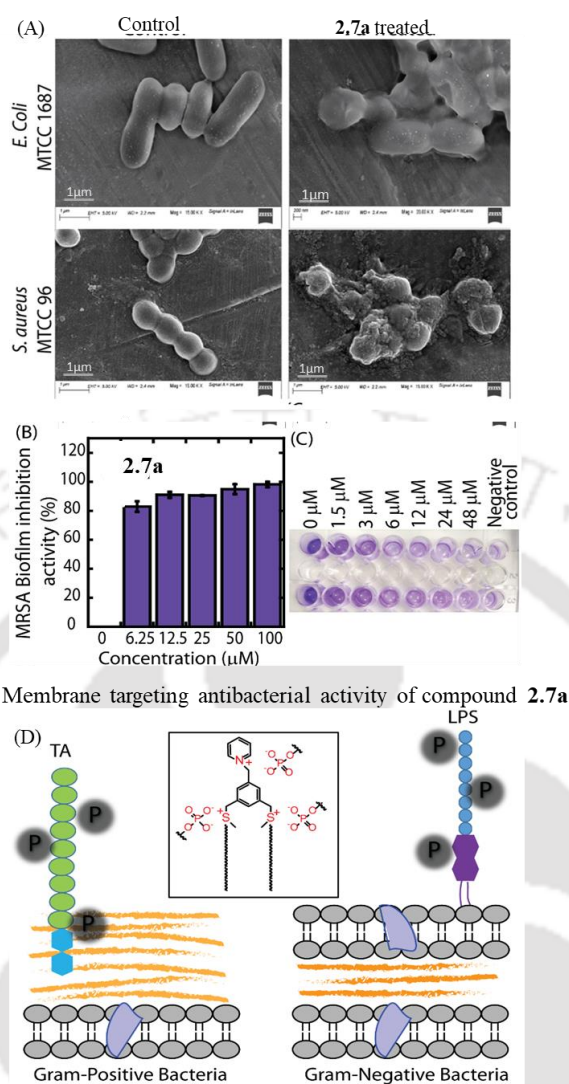 (A)
Control
2.7a treated
E. Coli
MTCC 1687
1μm
1μm
S. aureus
MTCC 96
1μm
1μm
(B)
MRSA Biofilm inhibition
activity (%)
120
100
80
60
40
20
0
2.7a
0 6.25 12.5 25 50 100
Concentration (μM)
(C)
0 μM
1.5 μM
3 μM
6 μM
12 μM
24 μM
48 μM
Negative
control
Membrane targeting antibacterial activity of compound 2.7a
(D)
TA
LPS
P
P
P
P
P
P
Gram-Positive Bacteria
Gram-Negative Bacteria